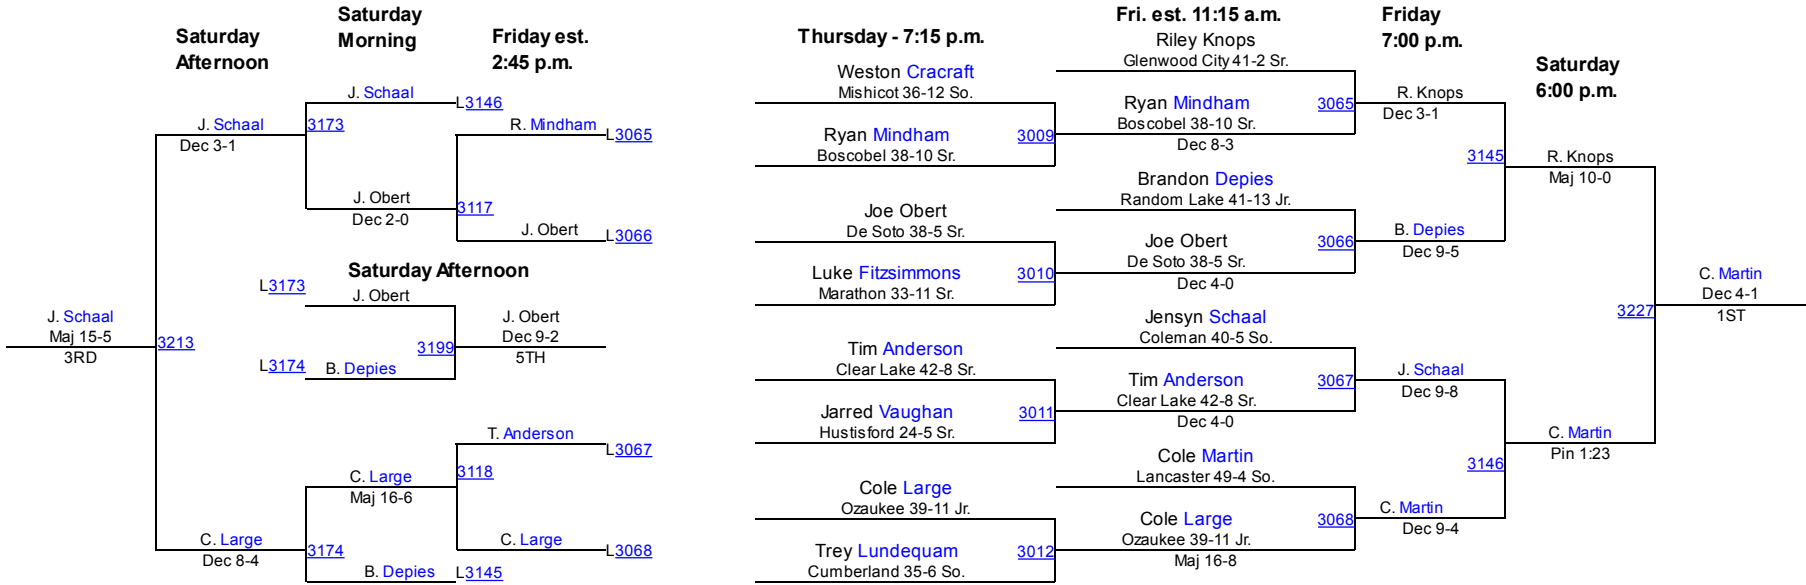 Saturday
Afternoon
Saturday
Morning
Friday est.
2:45 p.m.
J. Schaal
L3146
J. Schaal
3173
Dec 3-1
R. Mindham
L3065
J. Obert
3117
Dec 2-0
J. Obert
L3066
Saturday Afternoon
L3173
J. Obert
J. Schaal
Maj 15-5
3RD
3213
J. Obert
Dec 9-2
5TH
3199
L3174
B. Depies
T. Anderson
L3067
3118
C. Large
Maj 16-6
C. Large
Dec 8-4
3174
C. Large
L3068
B. Depies
L3145
Thursday - 7:15 p.m.
Weston Cracraft
Mishicot 36-12 So.
Ryan Mindham
Boscobel 38-10 Sr.
3009
Joe Obert
De Soto 38-5 Sr.
Luke Fitzsimmons
Marathon 33-11 Sr.
3010
Tim Anderson
Clear Lake 42-8 Sr.
Jarred Vaughan
Hustisford 24-5 Sr.
3011
Cole Large
Ozaukee 39-11 Jr.
Trey Lundequam
Cumberland 35-6 So.
3012
Fri. est. 11:15 a.m.
Riley Knops
Glenwood City 41-2 Sr.
Ryan Mindham
Boscobel 38-10 Sr.
Dec 8-3
3065
Brandon Depies
Random Lake 41-13 Jr.
Joe Obert
De Soto 38-5 Sr.
Dec 4-0
3066
Jensyn Schaal
Coleman 40-5 So.
Tim Anderson
Clear Lake 42-8 Sr.
Dec 4-0
3067
Cole Martin
Lancaster 49-4 So.
Cole Large
Ozaukee 39-11 Jr.
Maj 16-8
3068
Friday
7:00 p.m.
R. Knops
Dec 3-1
3145
B. Depies
Dec 9-5
J. Schaal
Dec 9-8
3146
C. Martin
Dec 9-4
Saturday
6:00 p.m.
R. Knops
Maj 10-0
3227
C. Martin
Pin 1:23
C. Martin
Dec 4-1
1ST